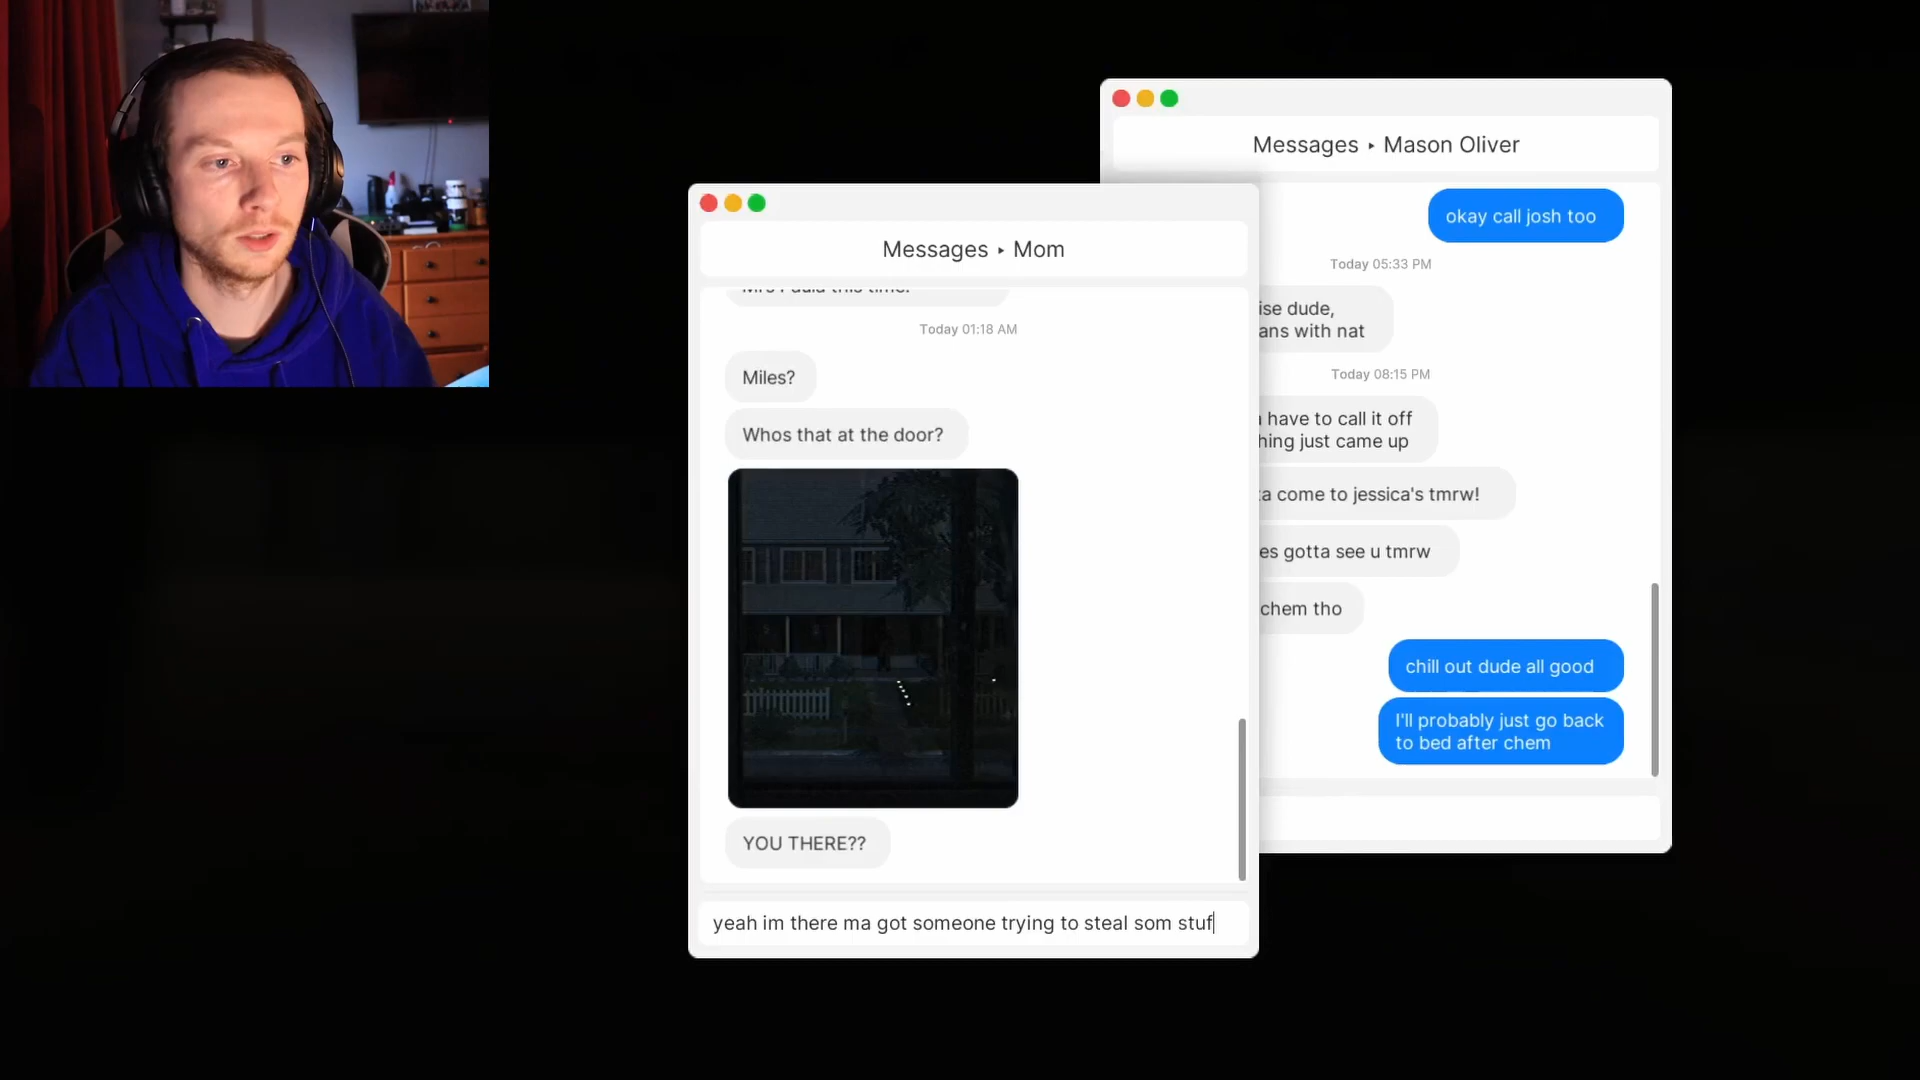 Messages ‣ Mom
Mrs Paula this time!
Today 01:18 AM
Miles?
Whos that at the door?
YOU THERE??
yeah im there ma got someone trying to steal som stuf
Messages ‣ Mason Oliver
okay call josh too
Today 05:33 PM
ise dude,
ans with nat
Today 08:15 PM
have to call it off
hing just came up
a come to jessica's tmrw!
es gotta see u tmrw
chem tho
chill out dude all good
I'll probably just go back
to bed after chem